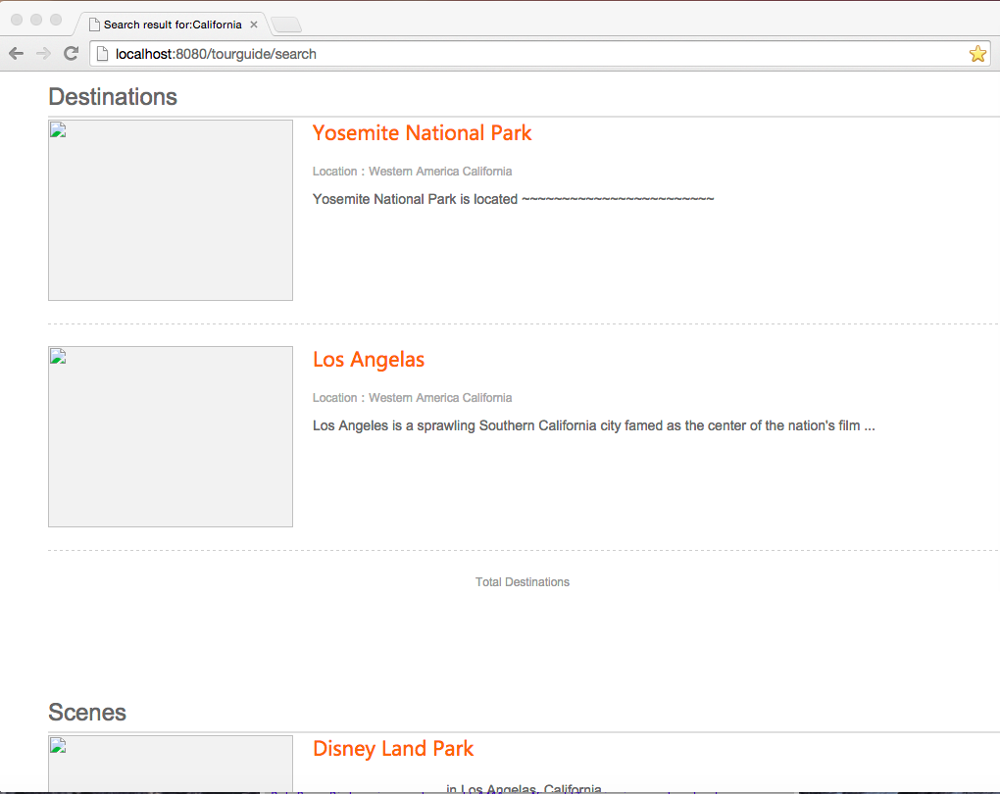 Search result for:California
localhost:8080/tourguide/search
Destinations
Yosemite National Park
Location : Western America California
Yosemite National Park is located ~~~~~~~~~~~~~~~~~~~~~~~~
Los Angelas
Location : Western America California
Los Angeles is a sprawling Southern California city famed as the center of the nation's film ...
Total Destinations
Scenes
Disney Land Park
in Los Angelas, California